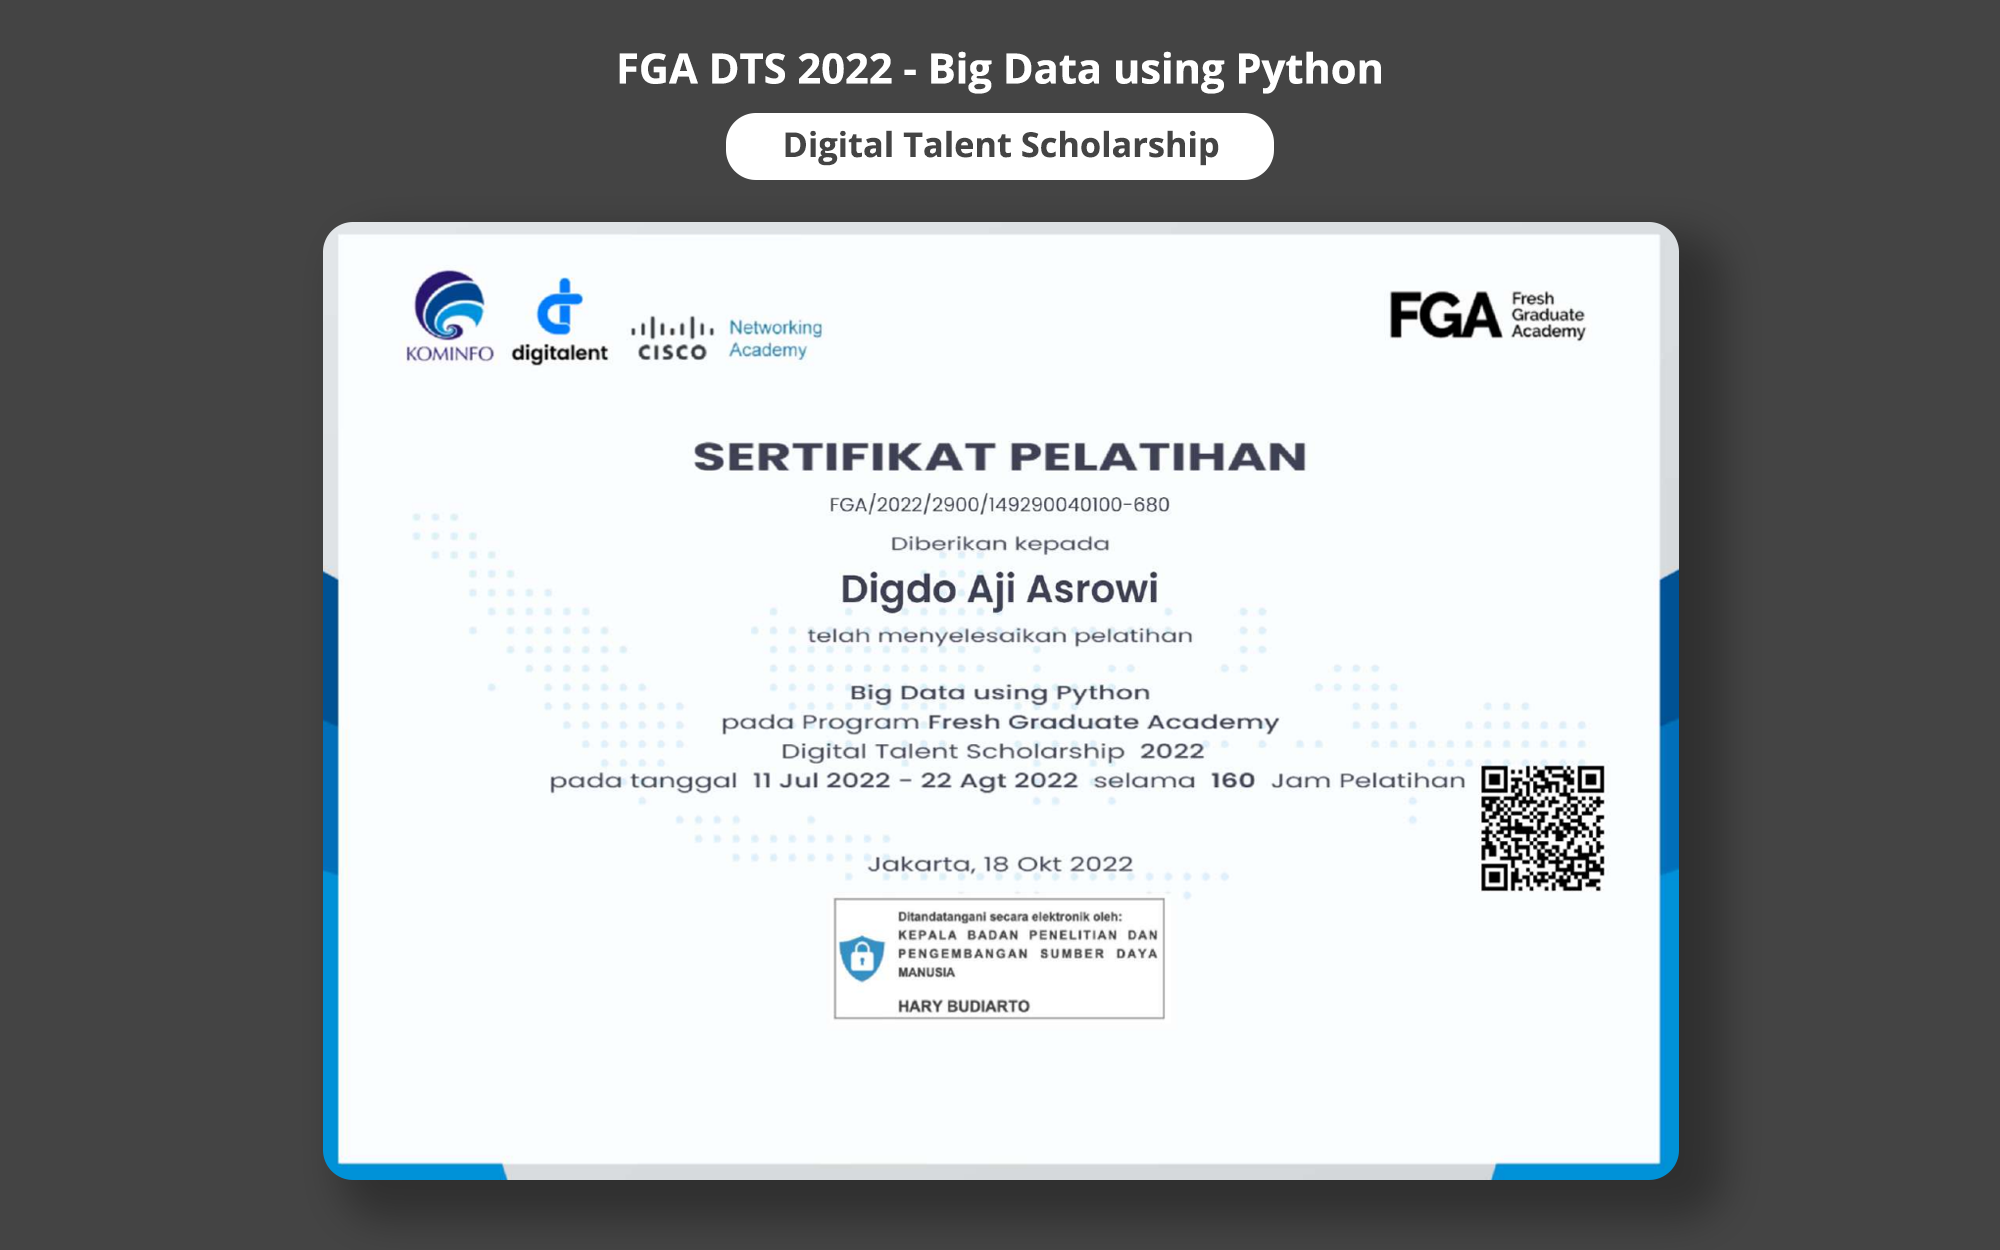 FGA DTS 2022 - Big Data using Python
Digital Talent Scholarship
KOMINFO
digitalent
CISCO
Networking
Academy
FGA
Fresh
Graduate
Academy
SERTIFIKAT PELATIHAN
FGA/2022/2900/149290040100-680
Diberikan kepada
Digdo Aji Asrowi
telah menyelesaikan pelatihan
Big Data using Python
pada Program Fresh Graduate Academy
Digital Talent Scholarship 2022
pada tanggal 11 Jul 2022 - 22 Agt 2022 selama 160 Jam Pelatihan
Jakarta, 18 Okt 2022
Ditandatangani secara elektronik oleh:
KEPALA BADAN PENELITIAN DAN
PENGEMBANGAN SUMBER DAYA
MANUSIA
HARY BUDIARTO